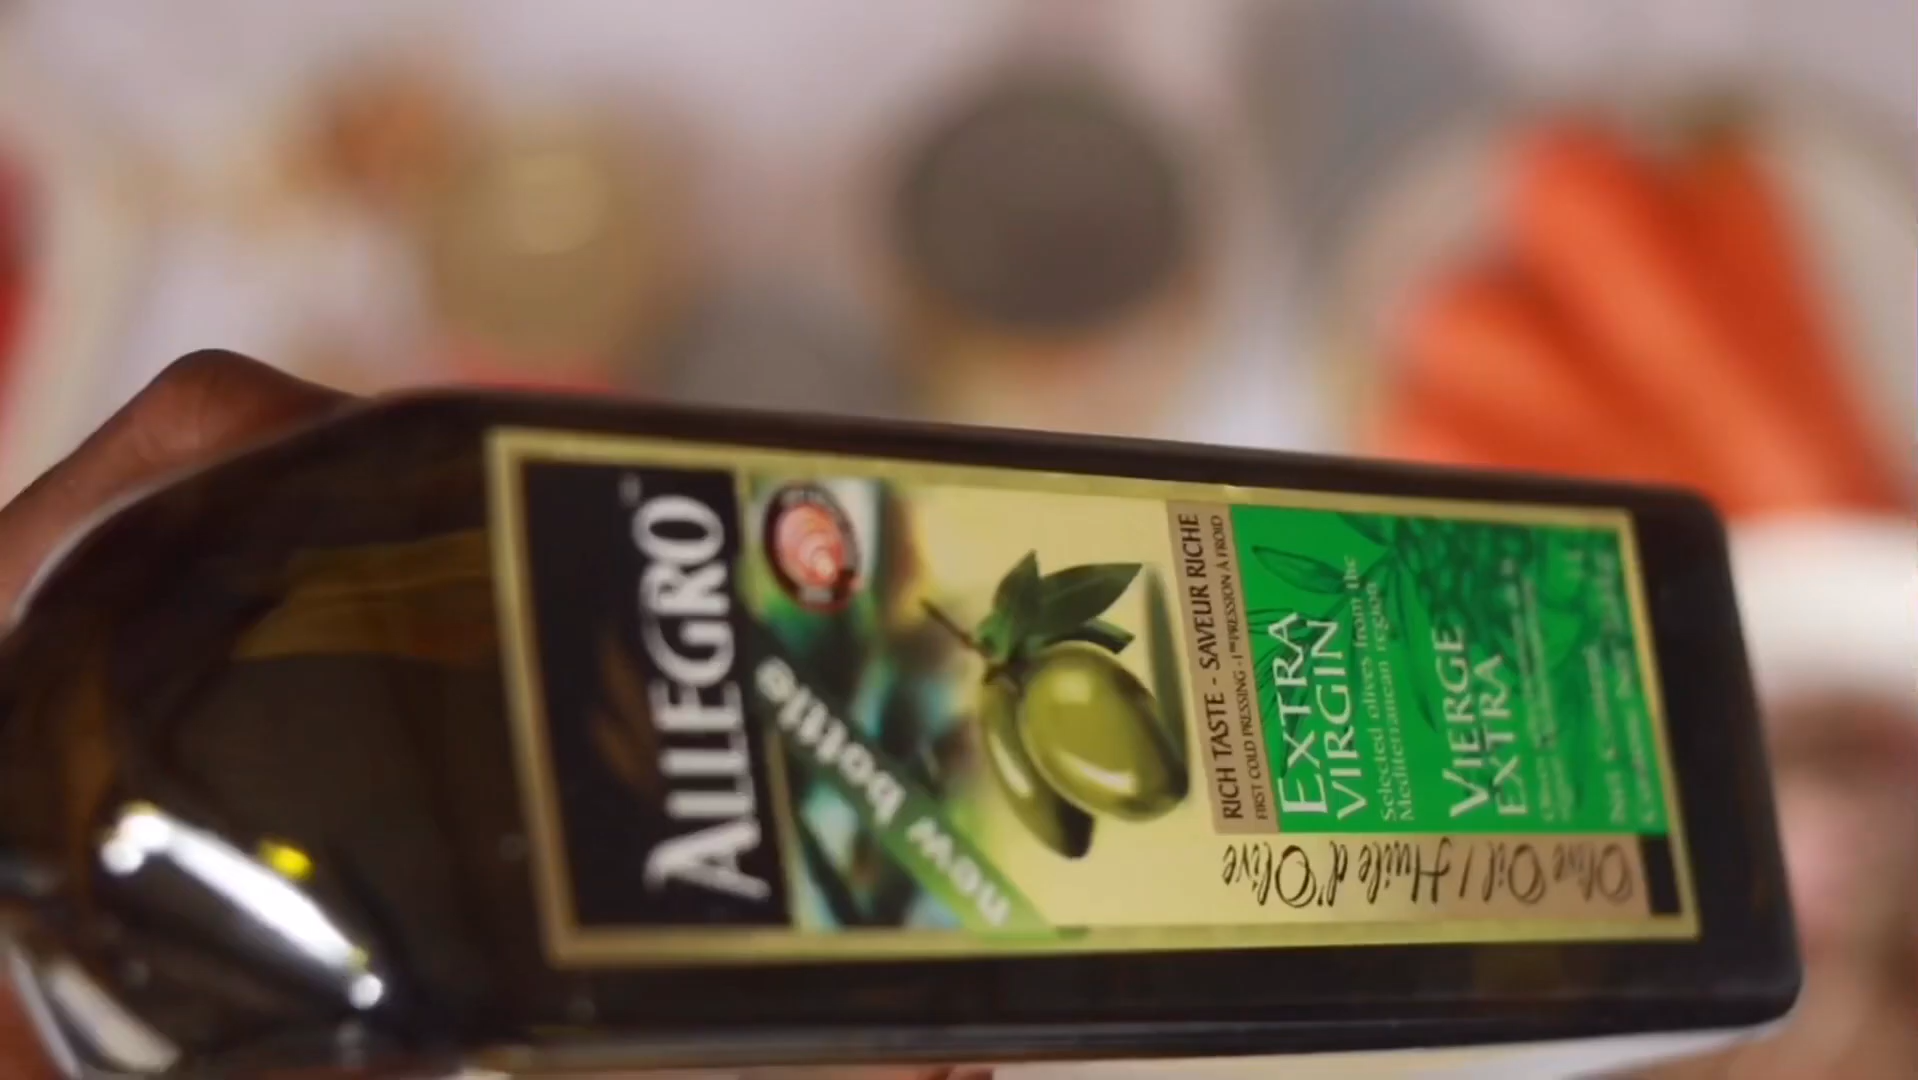 ALLEGRO
new bottle
RICH TASTE - SAVEUR RICHE
FIRST COLD PRESSING - 1ÈRE PRESSION À FROID
EXTRA
VIRGIN
Selected olives from the
Mediterranean region
VIERGE
EXTRA
Olive Oil / Huile d'Olive